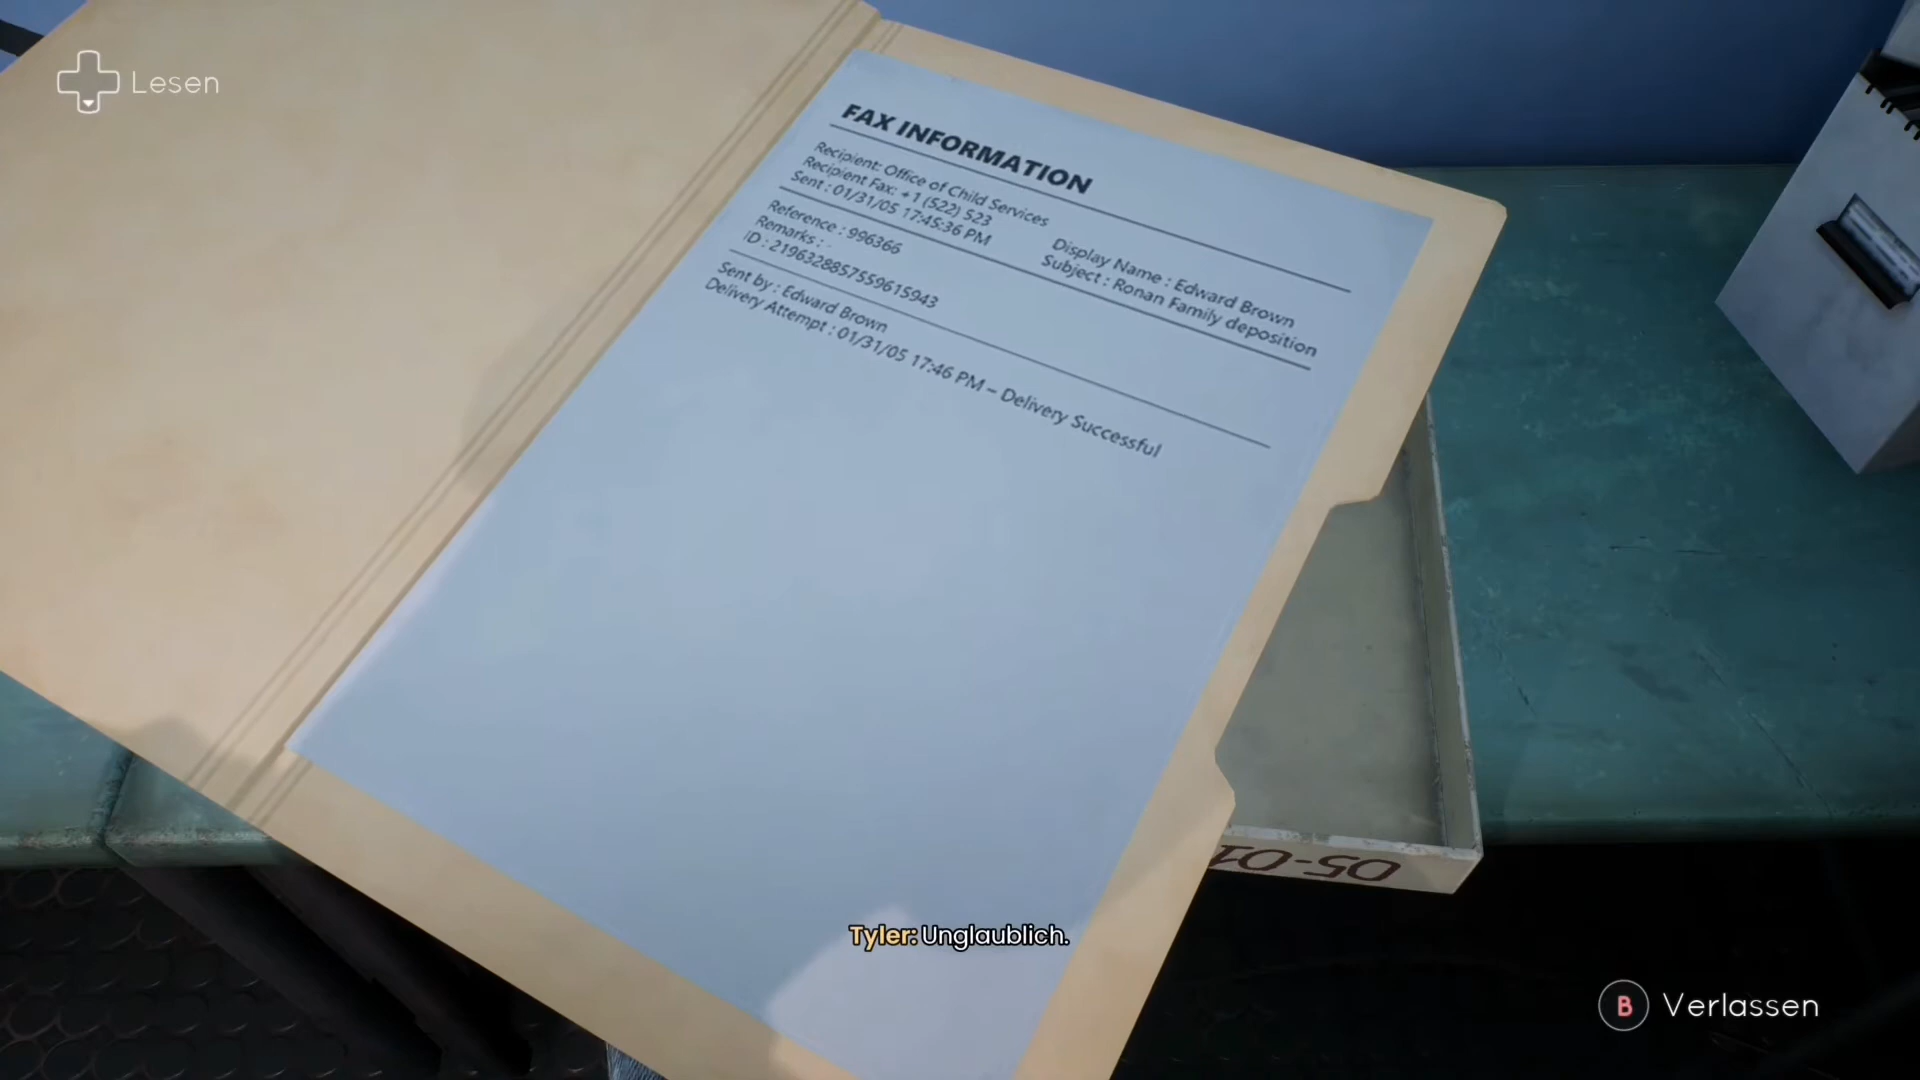 Lesen
FAX INFORMATION
Recipient: Office of Child Services
Recipient Fax: +1 (522) 523
Sent : 01/31/05 17:45:36 PM
Display Name : Edward Brown
Subject : Ronan Family deposition
Reference : 996366
Remarks : -
ID : 2196328857559615943
Sent by : Edward Brown
Delivery Attempt : 01/31/05 17:46 PM – Delivery Successful
05-01
Tyler: Unglaublich.
B Verlassen